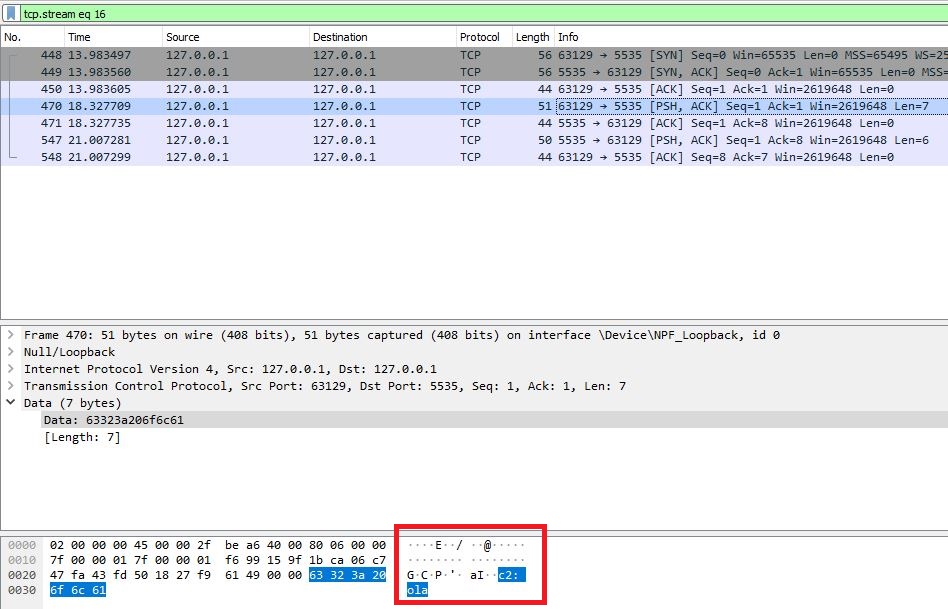 tcp.stream eq 16
No. Time Source Destination Protocol Length Info
448 13.983497 127.0.0.1 127.0.0.1 TCP 56 63129 → 5535 [SYN] Seq=0 Win=65535 Len=0 MSS=65495 WS=25
449 13.983560 127.0.0.1 127.0.0.1 TCP 56 5535 → 63129 [SYN, ACK] Seq=0 Ack=1 Win=65535 Len=0 MSS=
450 13.983605 127.0.0.1 127.0.0.1 TCP 44 63129 → 5535 [ACK] Seq=1 Ack=1 Win=2619648 Len=0
470 18.327709 127.0.0.1 127.0.0.1 TCP 51 63129 → 5535 [PSH, ACK] Seq=1 Ack=1 Win=2619648 Len=7
471 18.327735 127.0.0.1 127.0.0.1 TCP 44 5535 → 63129 [ACK] Seq=1 Ack=8 Win=2619648 Len=0
547 21.007281 127.0.0.1 127.0.0.1 TCP 50 5535 → 63129 [PSH, ACK] Seq=1 Ack=8 Win=2619648 Len=6
548 21.007299 127.0.0.1 127.0.0.1 TCP 44 63129 → 5535 [ACK] Seq=8 Ack=7 Win=2619648 Len=0
Frame 470: 51 bytes on wire (408 bits), 51 bytes captured (408 bits) on interface \Device\NPF_Loopback, id 0
Null/Loopback
Internet Protocol Version 4, Src: 127.0.0.1, Dst: 127.0.0.1
Transmission Control Protocol, Src Port: 63129, Dst Port: 5535, Seq: 1, Ack: 1, Len: 7
Data (7 bytes)
Data: 63323a206f6c61
[Length: 7]
0000 02 00 00 00 45 00 00 2f be a6 40 00 80 06 00 00 ····E··/ ··@·····
0010 7f 00 00 01 7f 00 00 01 f6 99 15 9f 1b ca 06 c7 ········ ········
0020 47 fa 43 fd 50 18 27 f9 61 49 00 00 63 32 3a 20 G·C·P·'· aI··c2:
0030 6f 6c 61 ola